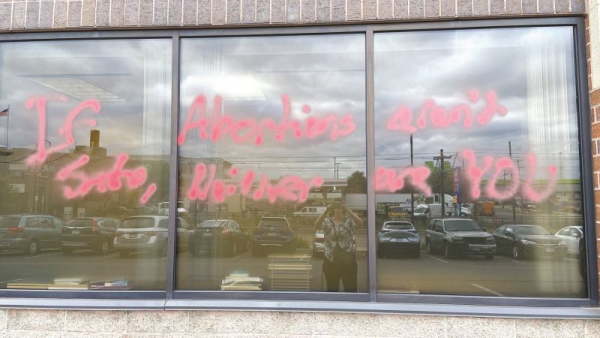 If Abortions aren't
Safe, Neither are YOU